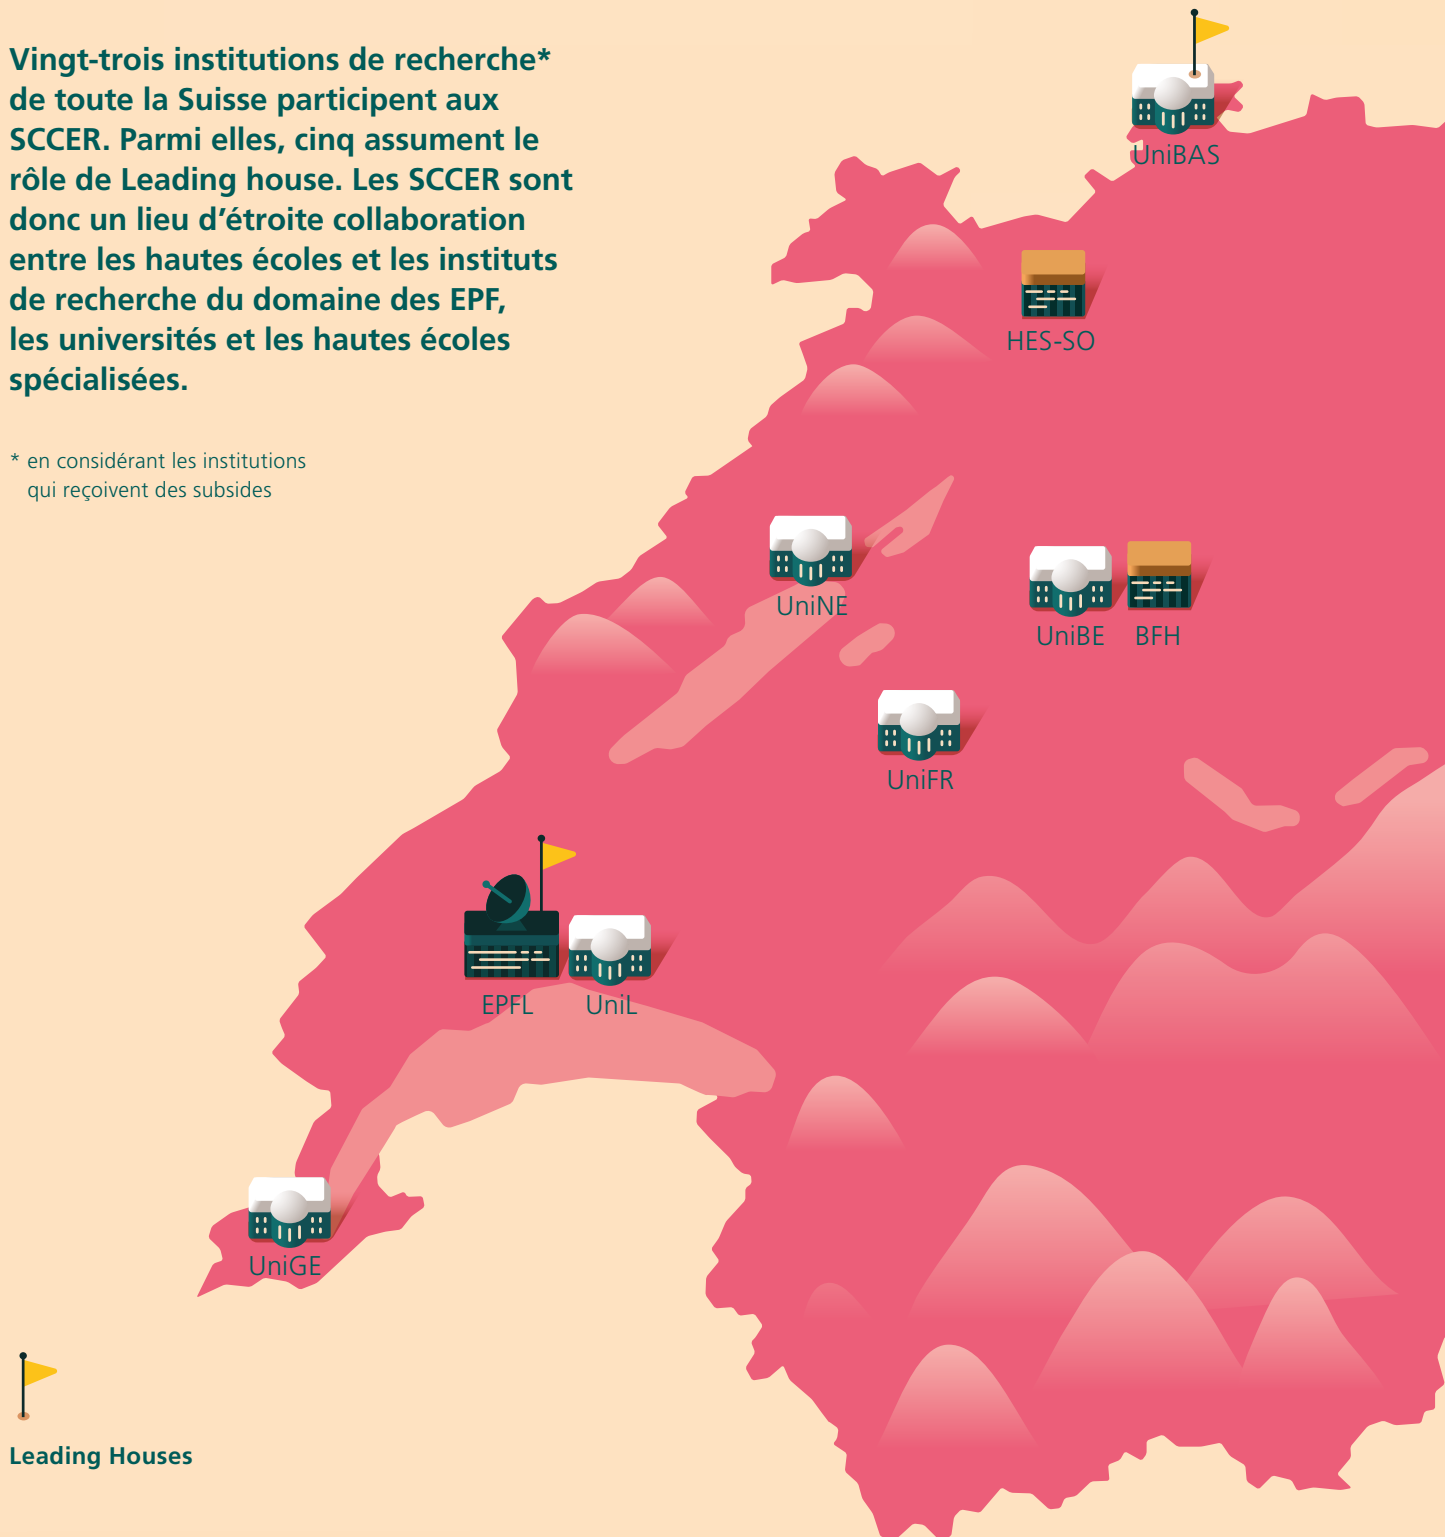 Vingt-trois institutions de recherche*
de toute la Suisse participent aux
SCCER. Parmi elles, cinq assument le
rôle de Leading house. Les SCCER sont
donc un lieu d’étroite collaboration
entre les hautes écoles et les instituts
de recherche du domaine des EPF,
les universités et les hautes écoles
spécialisées.
* en considérant les institutions
qui reçoivent des subsides
UniBAS
HES-SO
UniNE
UniBE
BFH
UniFR
EPFL
UniL
UniGE
Leading Houses